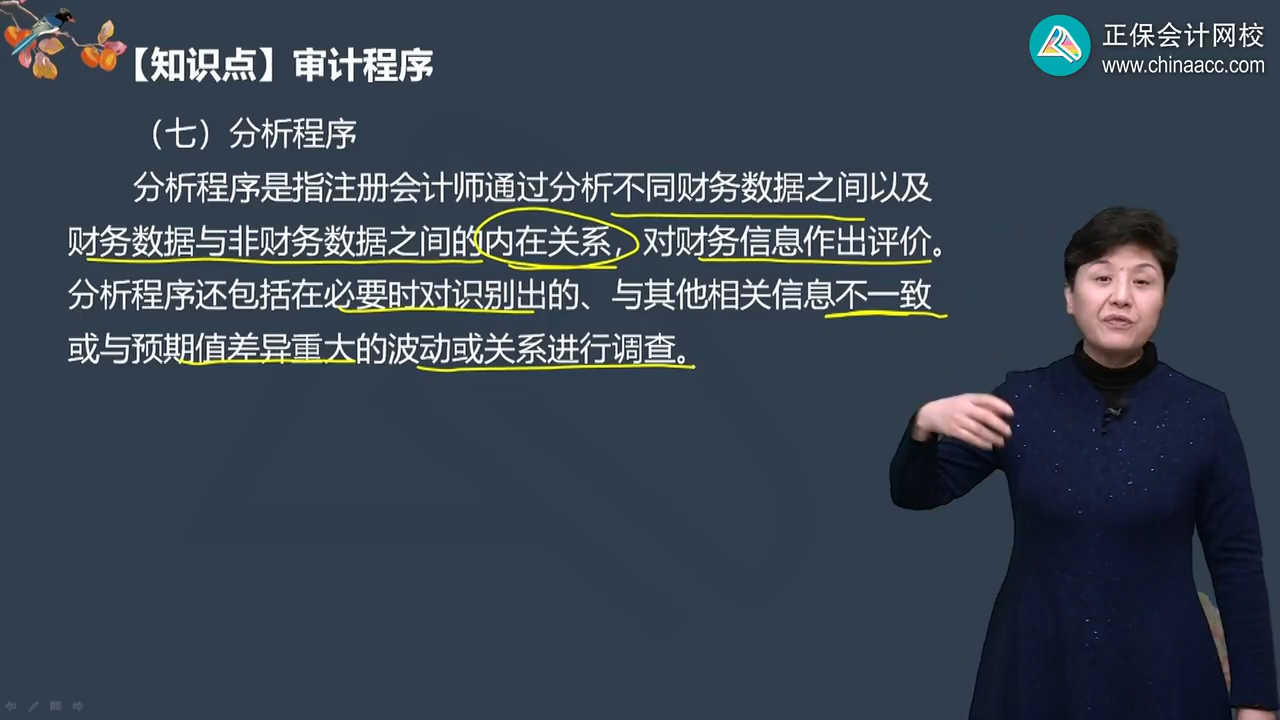 【知识点】审计程序
正保会计网校
www.chinaacc.com
（七）分析程序
分析程序是指注册会计师通过分析不同财务数据之间以及
财务数据与非财务数据之间的内在关系，对财务信息作出评价。
分析程序还包括在必要时对识别出的、与其他相关信息不一致
或与预期值差异重大的波动或关系进行调查。